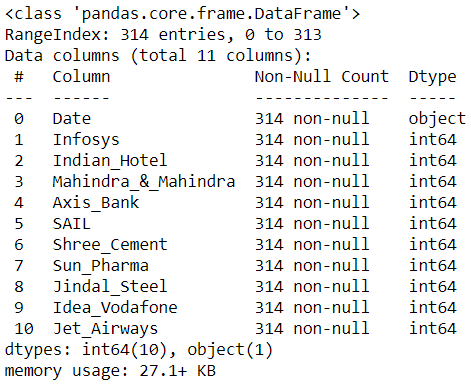 <class 'pandas.core.frame.DataFrame'>
RangeIndex: 314 entries, 0 to 313
Data columns (total 11 columns):
 #   Column             Non-Null Count  Dtype
---  ------             --------------  -----
 0   Date               314 non-null    object
 1   Infosys            314 non-null    int64
 2   Indian_Hotel       314 non-null    int64
 3   Mahindra_&_Mahindra  314 non-null    int64
 4   Axis_Bank          314 non-null    int64
 5   SAIL               314 non-null    int64
 6   Shree_Cement       314 non-null    int64
 7   Sun_Pharma         314 non-null    int64
 8   Jindal_Steel       314 non-null    int64
 9   Idea_Vodafone      314 non-null    int64
 10  Jet_Airways        314 non-null    int64
dtypes: int64(10), object(1)
memory usage: 27.1+ KB